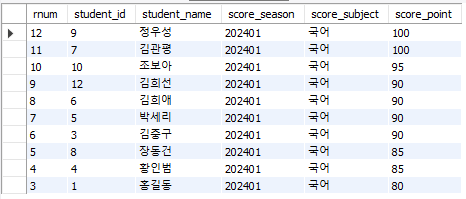 rnum student_id student_name score_season score_subject score_point
12 9 정우성 202401 국어 100
11 7 김관평 202401 국어 100
10 10 조보아 202401 국어 95
9 12 김희선 202401 국어 90
8 6 김희애 202401 국어 90
7 5 박세리 202401 국어 90
6 3 김중구 202401 국어 90
5 8 장동건 202401 국어 85
4 4 황인범 202401 국어 85
3 1 홍길동 202401 국어 80